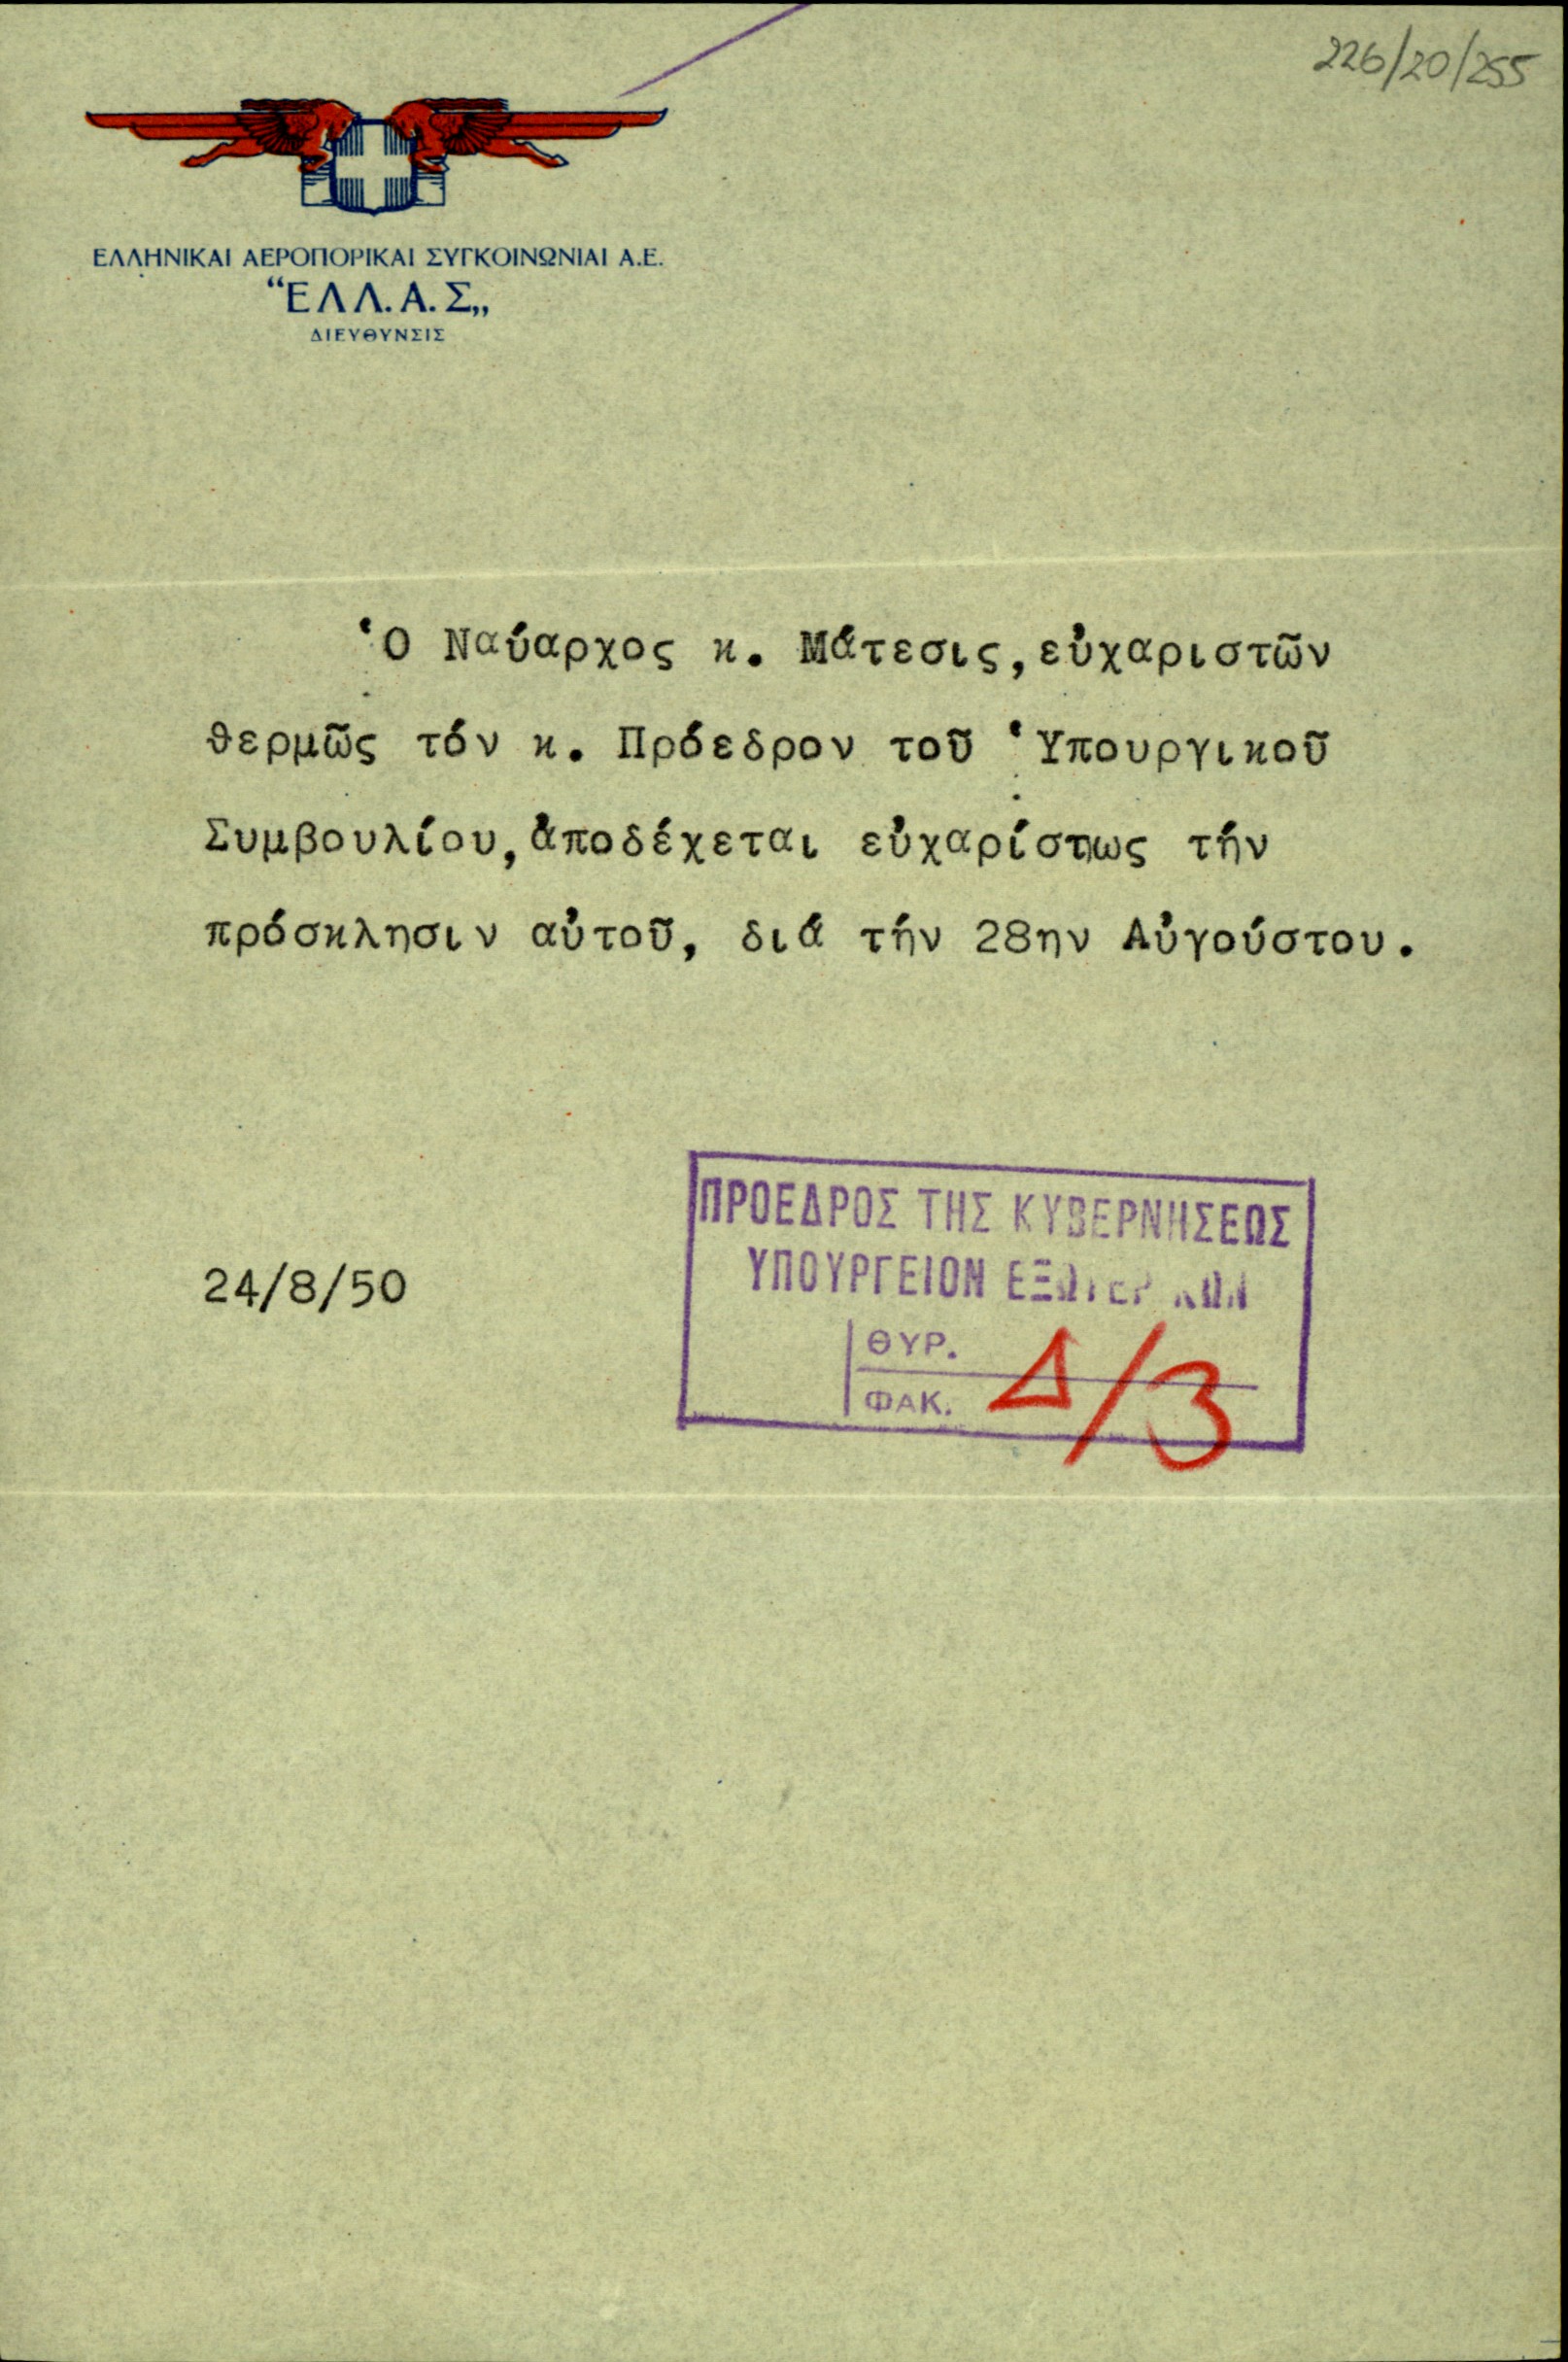 226/20/255
ΕΛΛΗΝΙΚΑΙ ΑΕΡΟΠΟΡΙΚΑΙ ΣΥΓΚΟΙΝΩΝΙΑΙ Α.Ε.
“ΕΛΛ.Α.Σ„
ΔΙΕΥΘΥΝΣΙΣ
Ὁ Ναύαρχος κ. Μάτεσις, εὐχαριστῶν
θερμῶς τόν κ. Πρόεδρον τοῦ Ὑπουργικοῦ
Συμβουλίου, ἀποδέχεται εὐχαρίστως τήν
πρόσκλησιν αὐτοῦ, διά τήν 28ην Αὐγούστου.
24/8/50
ΠΡΟΕΔΡΟΣ ΤΗΣ ΚΥΒΕΡΝΗΣΕΩΣ
ΥΠΟΥΡΓΕΙΟΝ ΕΞΩΤΕΡΙΚΩΝ
ΘΥΡ.
ΦΑΚ. Δ/3